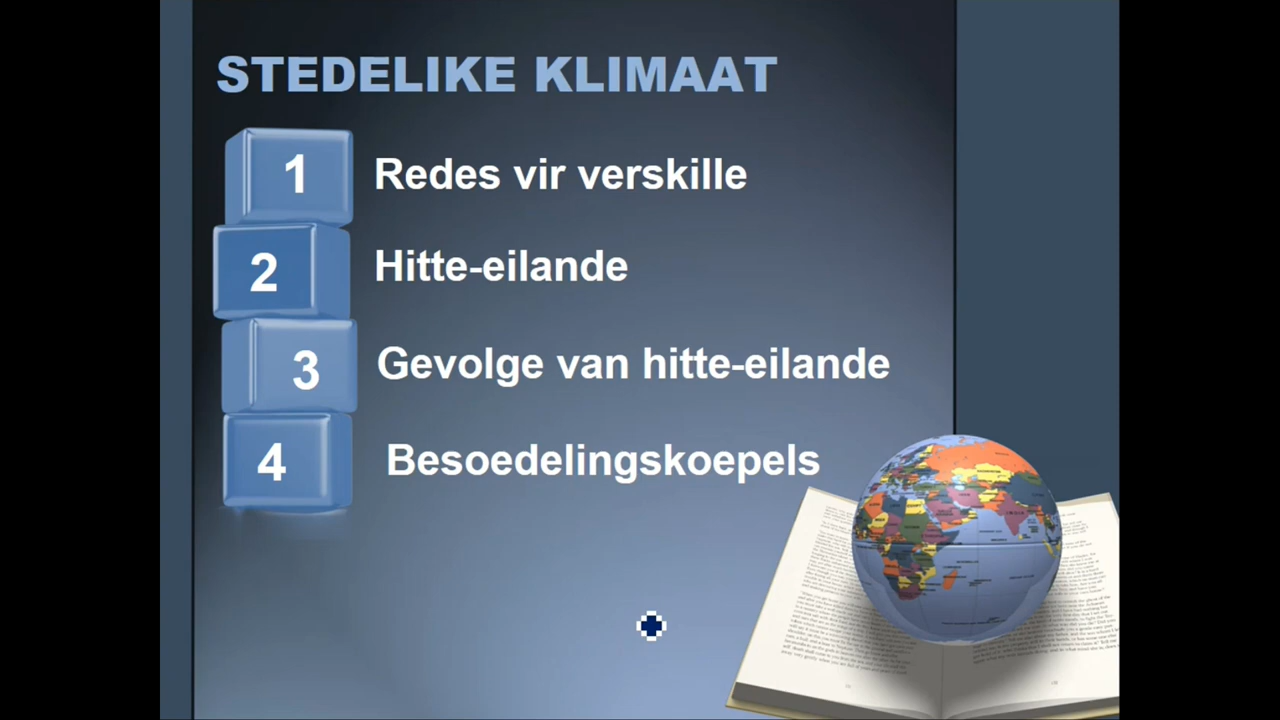 STEDELIKE KLIMAAT
1 Redes vir verskille
2 Hitte-eilande
3 Gevolge van hitte-eilande
4 Besoedelingskoepels